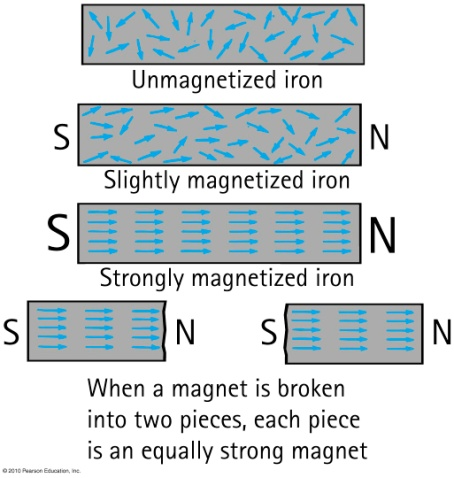 Unmagnetized iron
S N
Slightly magnetized iron
S N
Strongly magnetized iron
S N S N
When a magnet is broken
into two pieces, each piece
is an equally strong magnet
© 2010 Pearson Education, Inc.